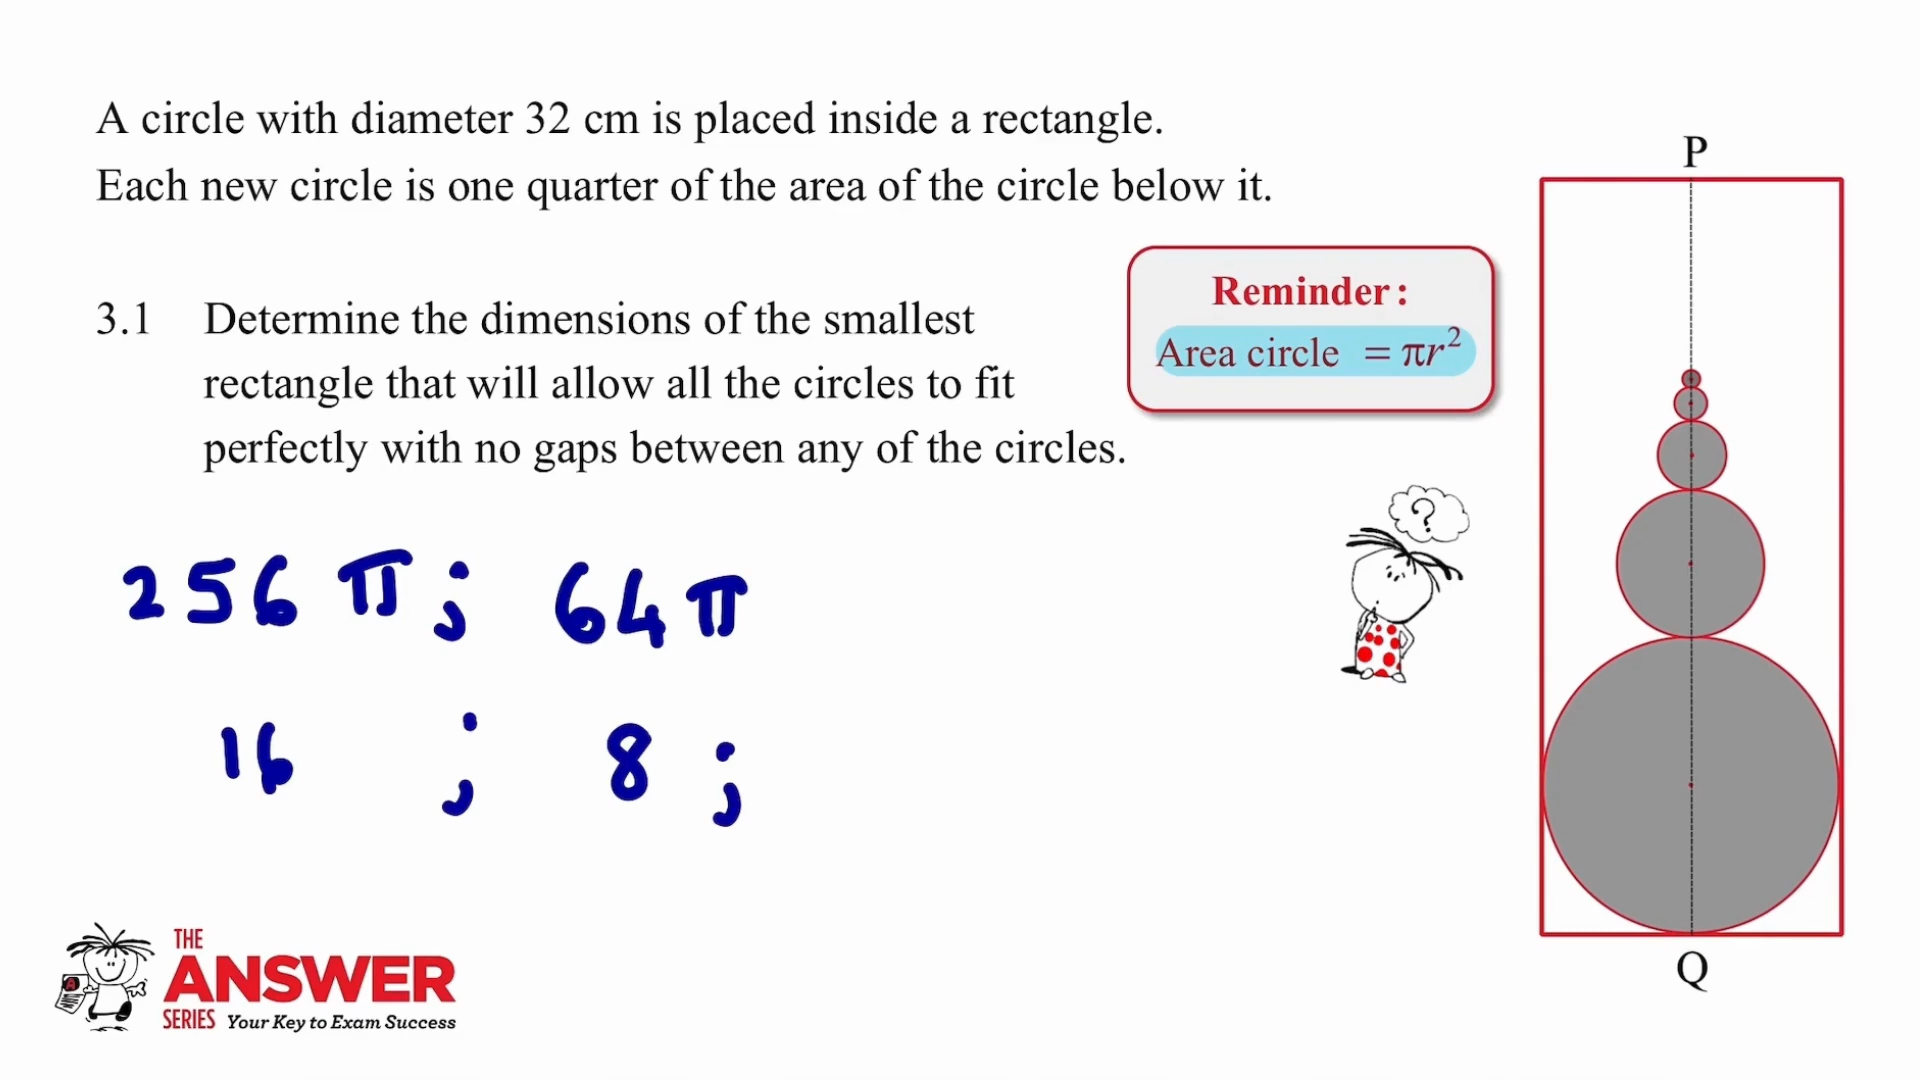 A circle with diameter 32 cm is placed inside a rectangle.
Each new circle is one quarter of the area of the circle below it.
3.1 Determine the dimensions of the smallest
rectangle that will allow all the circles to fit
perfectly with no gaps between any of the circles.
Reminder:
Area circle = πr²
?
256 π ; 64 π
16 ; 8 ;
P
Q
THE
ANSWER
SERIES Your Key to Exam Success